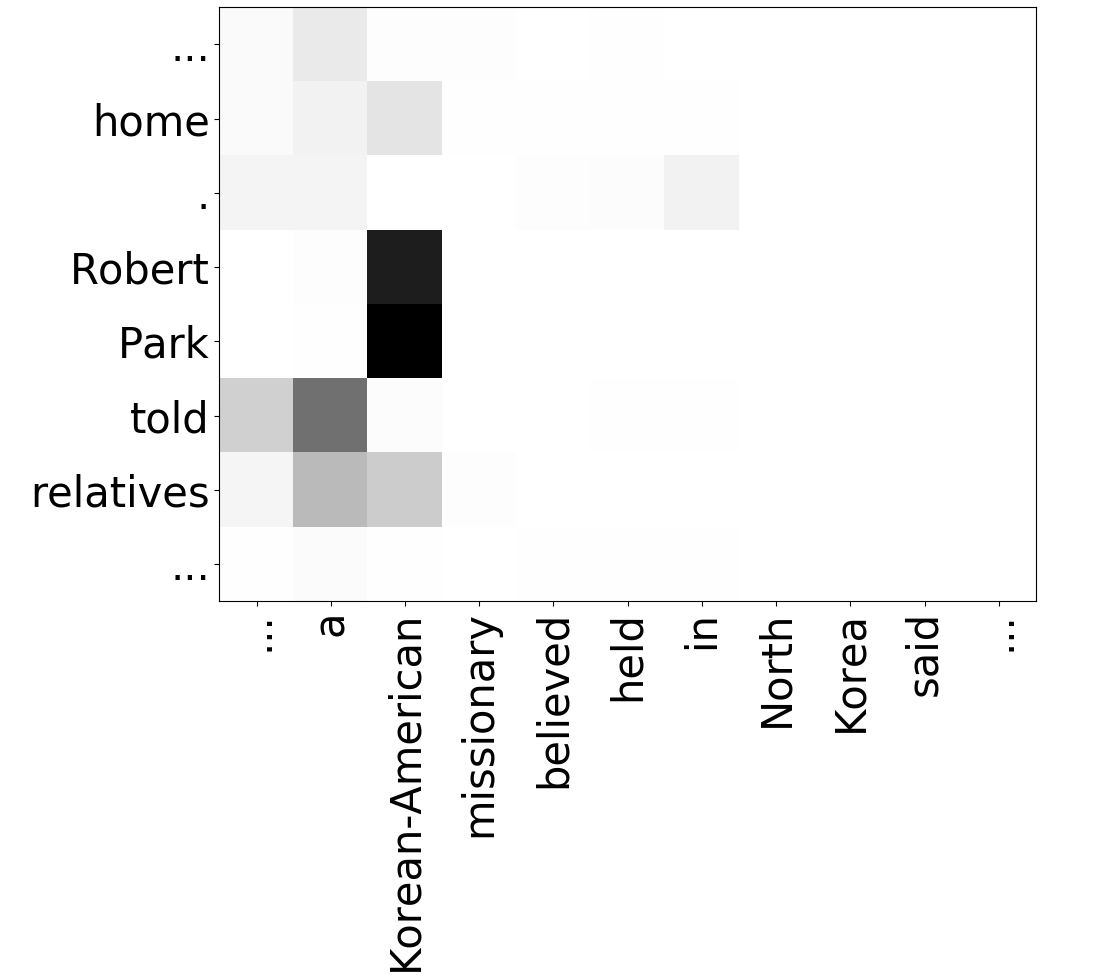 ...
home
.
Robert
Park
told
relatives
...
...
a
Korean-American
missionary
believed
held
in
North
Korea
said
...